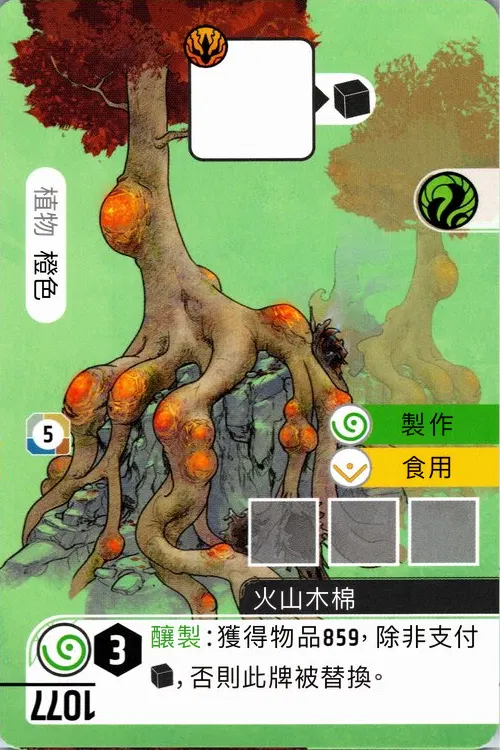 植物 橙色
5
製作
食用
火山木棉
3
釀製：獲得物品859，除非支付
，否則此牌被替換。
1077